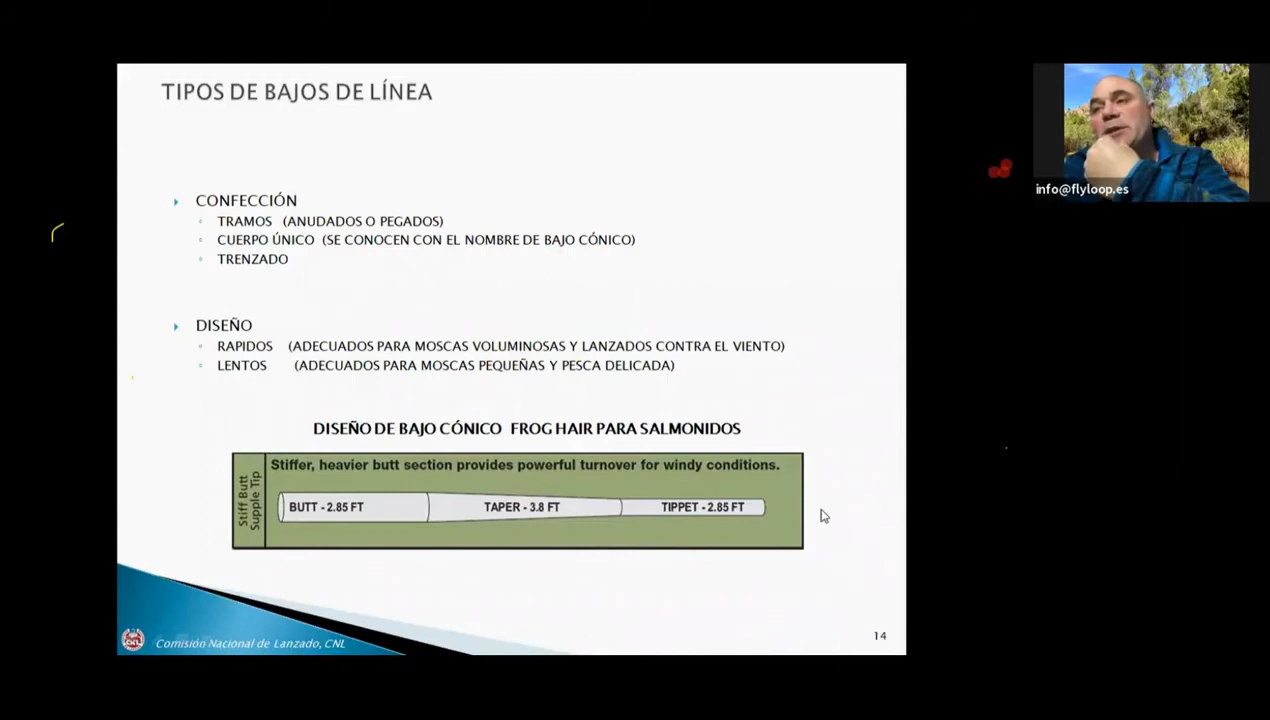 TIPOS DE BAJOS DE LÍNEA
CONFECCIÓN
TRAMOS (ANUDADOS O PEGADOS)
CUERPO ÚNICO (SE CONOCEN CON EL NOMBRE DE BAJO CÓNICO)
TRENZADO
DISEÑO
RAPIDOS (ADECUADOS PARA MOSCAS VOLUMINOSAS Y LANZADOS CONTRA EL VIENTO)
LENTOS (ADECUADOS PARA MOSCAS PEQUEÑAS Y PESCA DELICADA)
DISEÑO DE BAJO CÓNICO FROG HAIR PARA SALMONIDOS
Stiff Butt
Supple Tip
Stiffer, heavier butt section provides powerful turnover for windy conditions.
BUTT - 2.85 FT
TAPER - 3.8 FT
TIPPET - 2.85 FT
CNL
Comisión Nacional de Lanzado, CNL
14
info@flyloop.es